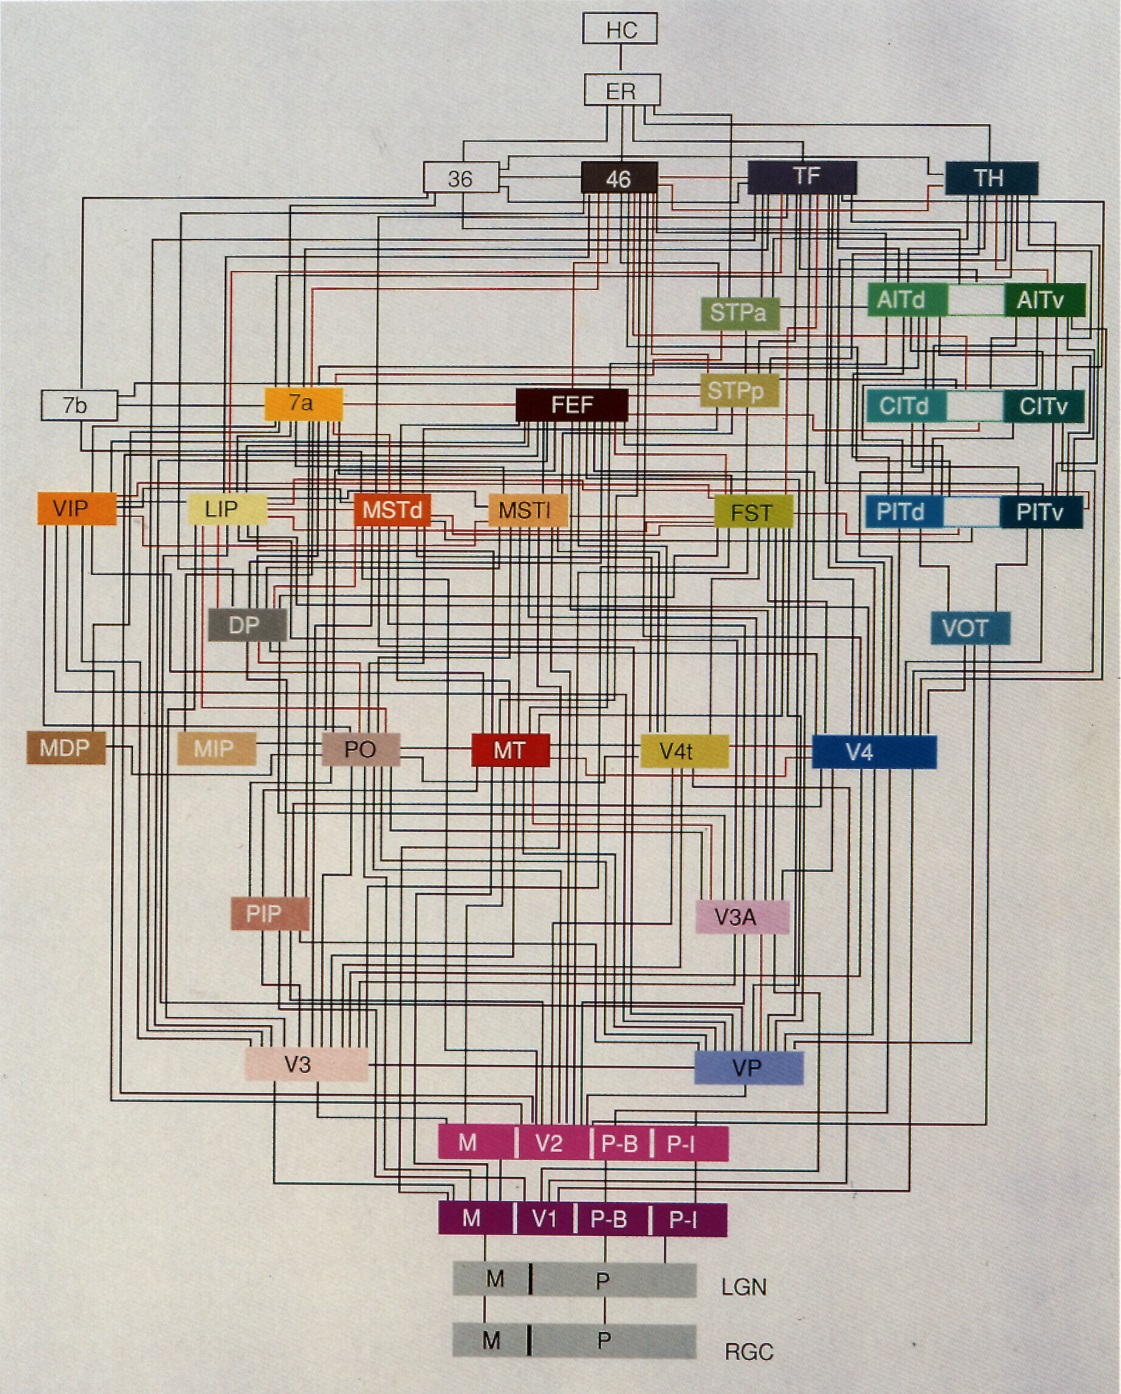 HC
ER
36 46 TF TH
STPa AITd AITv
7b 7a FEF STPp CITd CITv
VIP LIP MSTd MSTl FST PITd PITv
DP VOT
MDP MIP PO MT V4t V4
PIP V3A
V3 VP
M V2 P-B P-I
M V1 P-B P-I
M P LGN
M P RGC